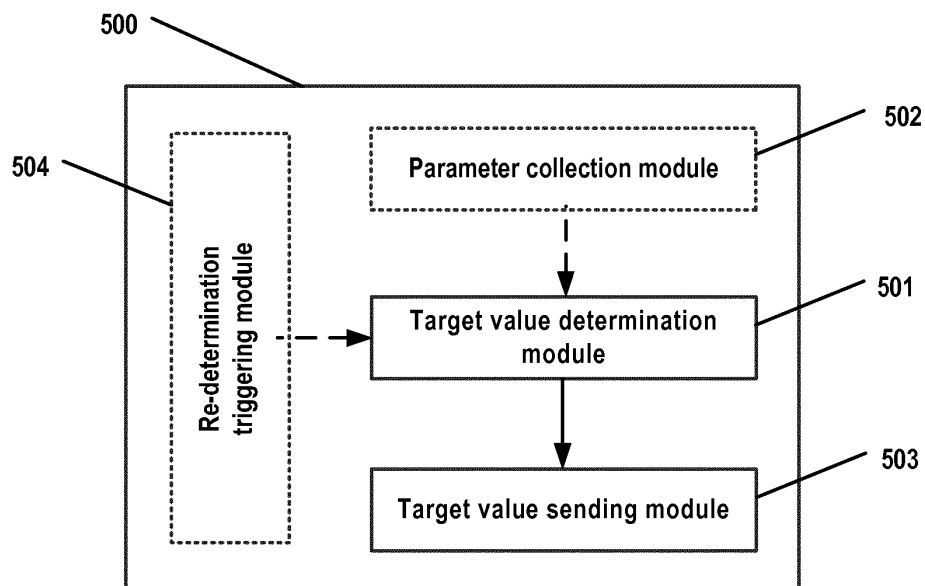 500
502
Parameter collection module
504
Re-determination
triggering module
501
Target value determination
module
503
Target value sending module